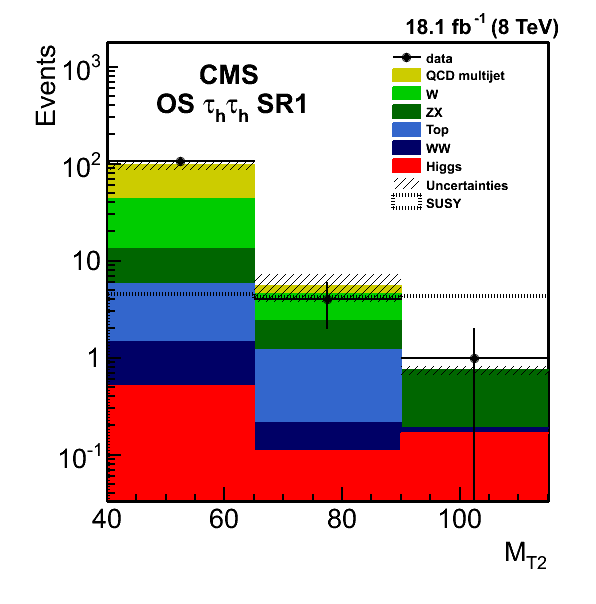 18.1 fb⁻¹ (8 TeV)
Events
CMS
OS τₕτₕ SR1
data
QCD multijet
W
ZX
Top
WW
Higgs
Uncertainties
SUSY
10³
10²
10
1
10⁻¹
40 60 80 100
M_T2